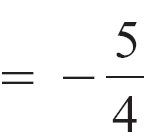 = − 5/4